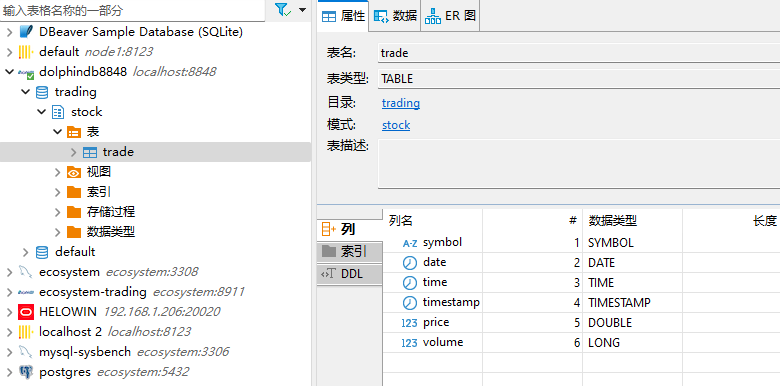 输入表格名称的一部分
DBeaver Sample Database (SQLite)
default node1:8123
dolphindb8848 localhost:8848
trading
stock
表
trade
视图
索引
存储过程
数据类型
default
ecosystem ecosystem:3308
ecosystem-trading ecosystem:8911
HELOWIN 192.168.1.206:20020
localhost 2 localhost:8123
mysql-sysbench ecosystem:3306
postgres ecosystem:5432
属性 数据 ER 图
表名: trade
表类型: TABLE
目录: trading
模式: stock
表描述:
列
索引
DDL
列名 # 数据类型 长度
A-Z symbol 1 SYMBOL
date 2 DATE
time 3 TIME
timestamp 4 TIMESTAMP
123 price 5 DOUBLE
123 volume 6 LONG